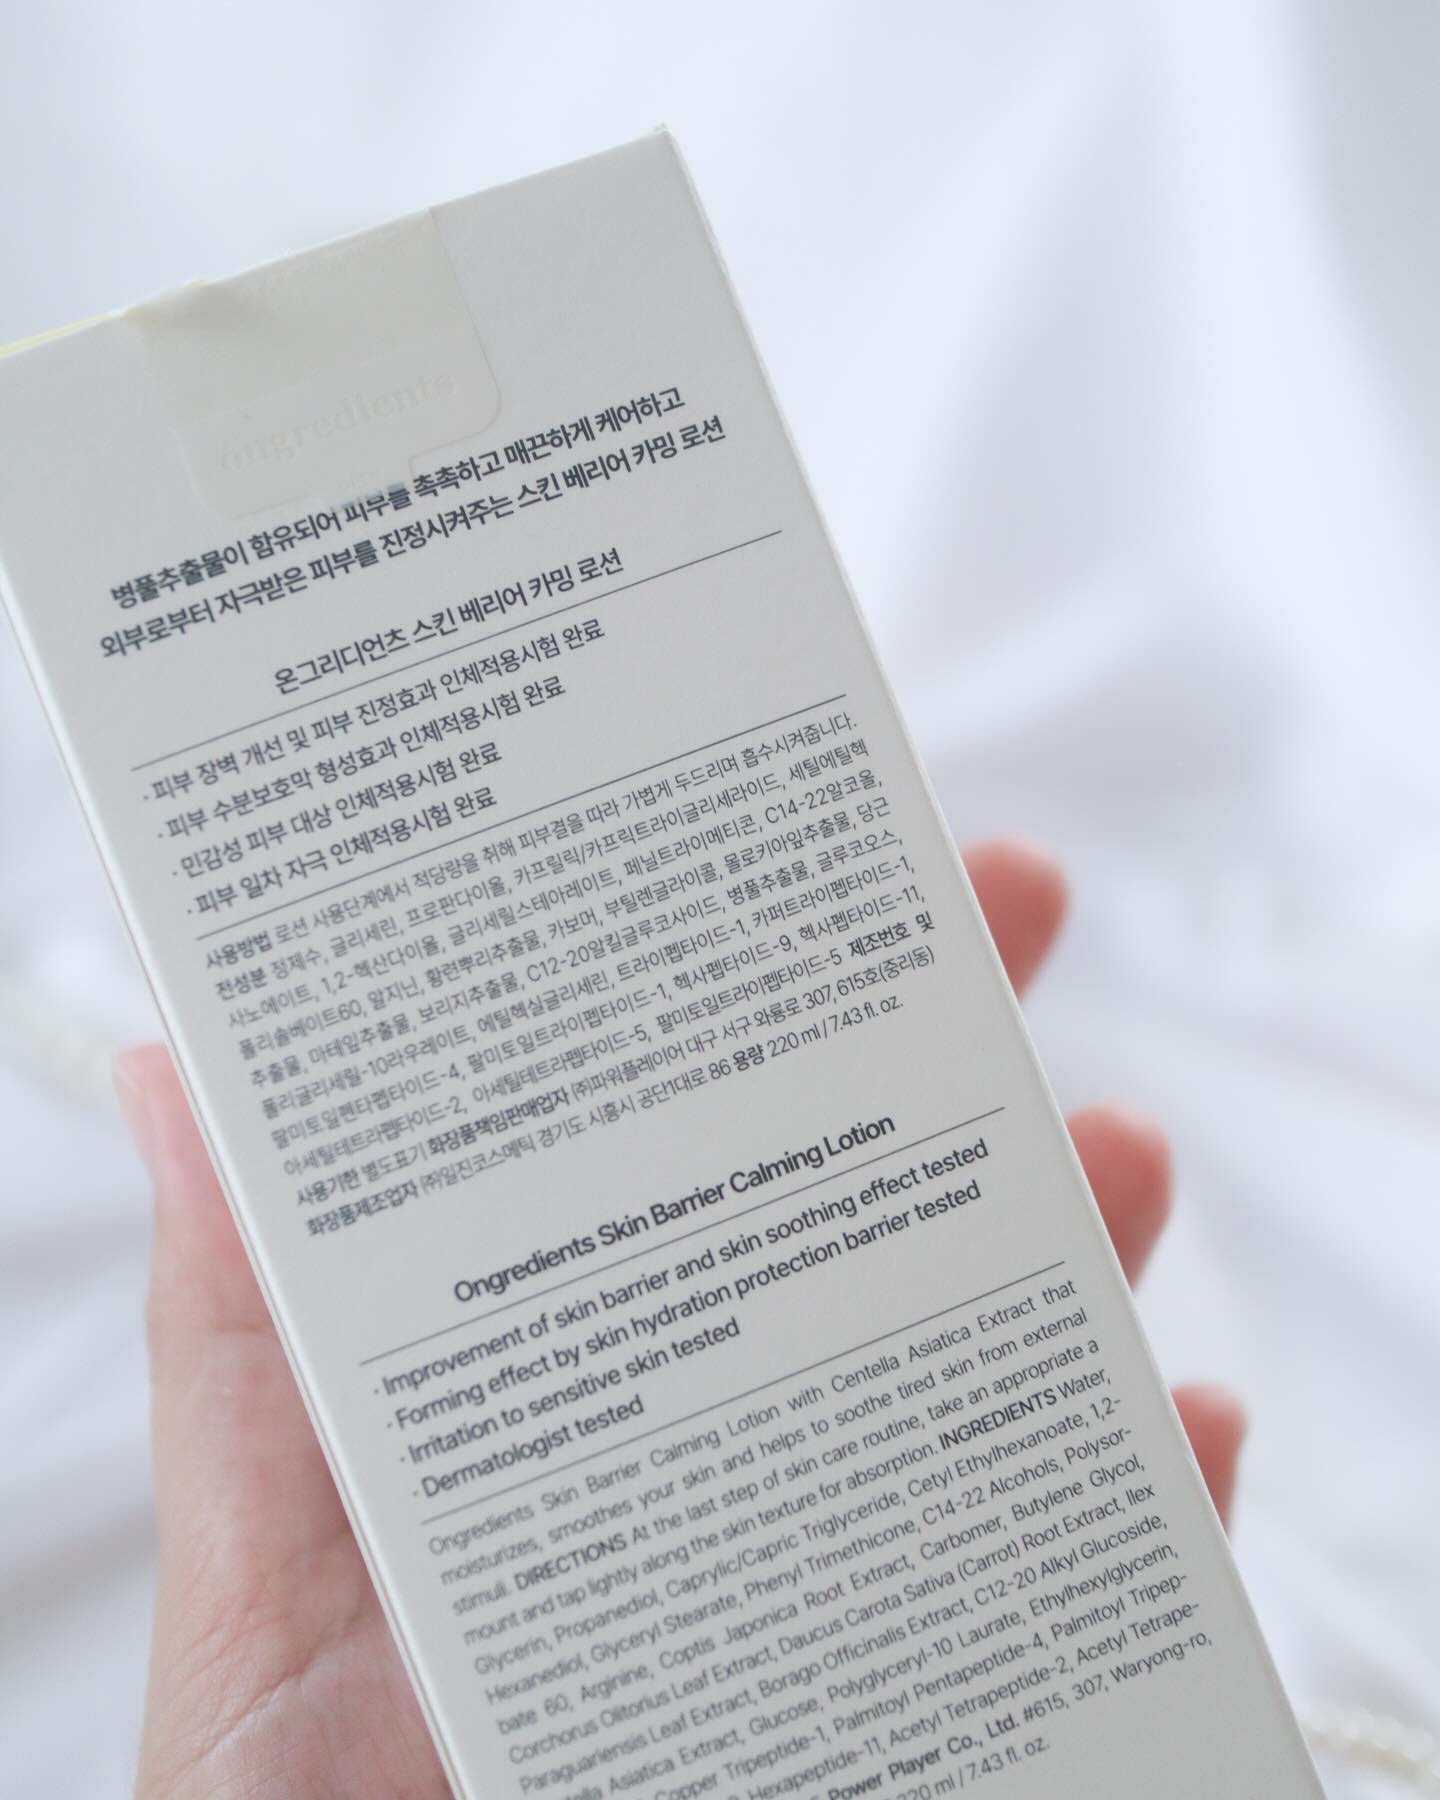 ongredients
병풀추출물이 함유되어 피부를 촉촉하고 매끈하게 케어하고
외부로부터 자극받은 피부를 진정시켜주는 스킨 베리어 카밍 로션
온그리디언츠 스킨 베리어 카밍 로션
· 피부 장벽 개선 및 피부 진정효과 인체적용시험 완료
· 피부 수분보호막 형성효과 인체적용시험 완료
· 민감성 피부 대상 인체적용시험 완료
· 피부 일차 자극 인체적용시험 완료
사용방법 로션 사용단계에서 적당량을 취해 피부결을 따라 가볍게 두드리며 흡수시켜줍니다.
전성분 정제수, 글리세린, 프로판다이올, 카프릴릭/카프릭트라이글리세라이드, 세틸에틸헥
사노에이트, 1,2-헥산다이올, 글리세릴스테아레이트, 페닐트라이메티콘, C14-22알코올,
폴리솔베이트60, 알지닌, 황련뿌리추출물, 카보머, 부틸렌글라이콜, 몰로키아잎추출물, 당근
추출물, 마테잎추출물, 보리지추출물, C12-20알킬글루코사이드, 병풀추출물, 글루코오스,
폴리글리세릴-10라우레이트, 에틸헥실글리세린, 트라이펩타이드-1, 카퍼트라이펩타이드-1,
팔미토일펜타펩타이드-4, 팔미토일트라이펩타이드-1, 헥사펩타이드-9, 헥사펩타이드-11,
아세틸테트라펩타이드-2, 아세틸테트라펩타이드-5, 팔미토일트라이펩타이드-5 제조번호 및
사용기한 별도표기 화장품책임판매업자 ㈜파워플레이어 대구 서구 와룡로 307, 615호(중리동)
화장품제조업자 ㈜일진코스메틱 경기도 시흥시 공단1대로 86 용량 220 ml / 7.43 fl. oz.
Ongredients Skin Barrier Calming Lotion
· Improvement of skin barrier and skin soothing effect tested
· Forming effect by skin hydration protection barrier tested
· Irritation to sensitive skin tested
· Dermatologist tested
Ongredients Skin Barrier Calming Lotion with Centella Asiatica Extract that
moisturizes, smoothes your skin and helps to soothe tired skin from external
stimuli. DIRECTIONS At the last step of skin care routine, take an appropriate a
mount and tap lightly along the skin texture for absorption. INGREDIENTS Water,
Glycerin, Propanediol, Caprylic/Capric Triglyceride, Cetyl Ethylhexanoate, 1,2-
Hexanediol, Glyceryl Stearate, Phenyl Trimethicone, C14-22 Alcohols, Polysor-
bate 60, Arginine, Coptis Japonica Root Extract, Carbomer, Butylene Glycol,
Corchorus Olitorius Leaf Extract, Daucus Carota Sativa (Carrot) Root Extract, Ilex
Paraguariensis Leaf Extract, Borago Officinalis Extract, C12-20 Alkyl Glucoside,
tella Asiatica Extract, Glucose, Polyglyceryl-10 Laurate, Ethylhexylglycerin,
Copper Tripeptide-1, Palmitoyl Pentapeptide-4, Palmitoyl Tripep-
Hexapeptide-11, Acetyl Tetrapeptide-2, Acetyl Tetrape-
Power Player Co., Ltd. #615, 307, Waryong-ro,
220 ml / 7.43 fl. oz.